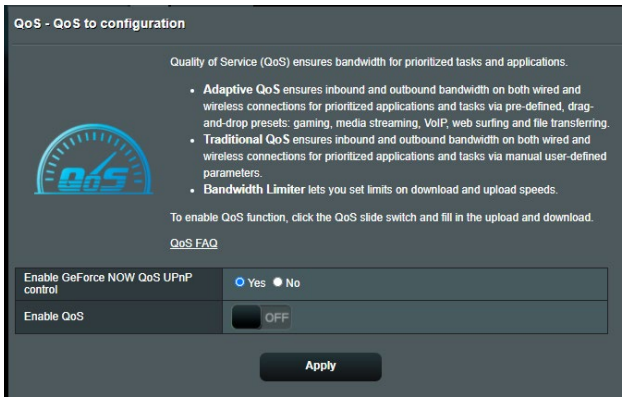 QoS - QoS to configuration
Quality of Service (QoS) ensures bandwidth for prioritized tasks and applications.
• Adaptive QoS ensures inbound and outbound bandwidth on both wired and
wireless connections for prioritized applications and tasks via pre-defined, drag-
and-drop presets: gaming, media streaming, VoIP, web surfing and file transferring.
• Traditional QoS ensures inbound and outbound bandwidth on both wired and
wireless connections for prioritized applications and tasks via manual user-defined
parameters.
• Bandwidth Limiter lets you set limits on download and upload speeds.
QoS
To enable QoS function, click the QoS slide switch and fill in the upload and download.
QoS FAQ
Enable GeForce NOW QoS UPnP
control
Yes No
Enable QoS
OFF
Apply